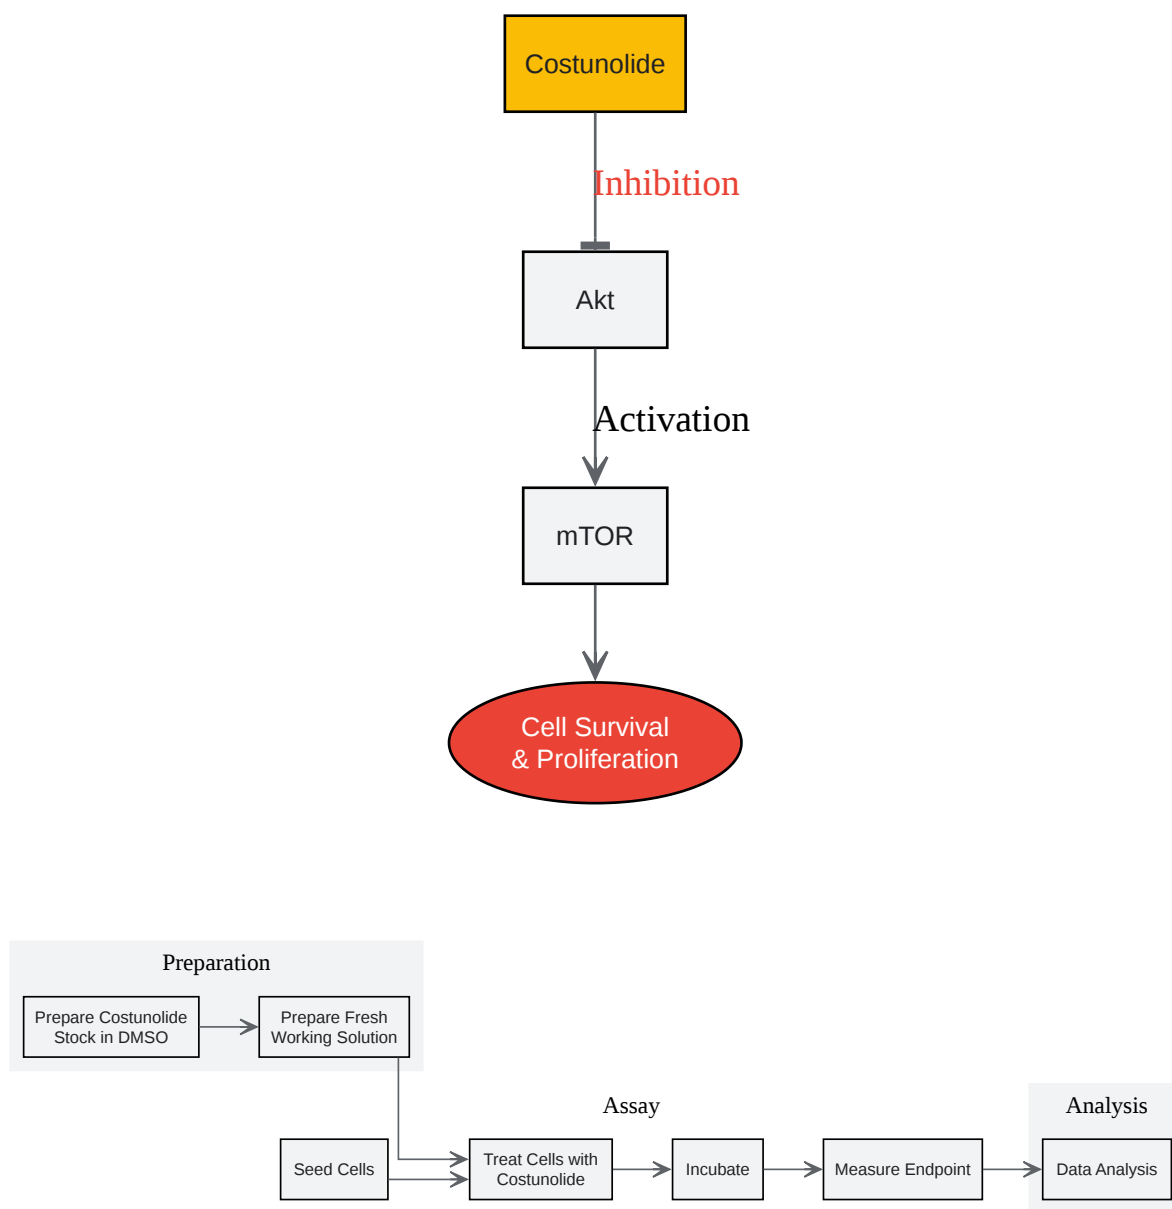 Costunolide
Inhibition
Akt
Activation
mTOR
Cell Survival
& Proliferation
Preparation
Prepare Costunolide
Stock in DMSO
Prepare Fresh
Working Solution
Assay
Seed Cells
Treat Cells with
Costunolide
Incubate
Measure Endpoint
Analysis
Data Analysis